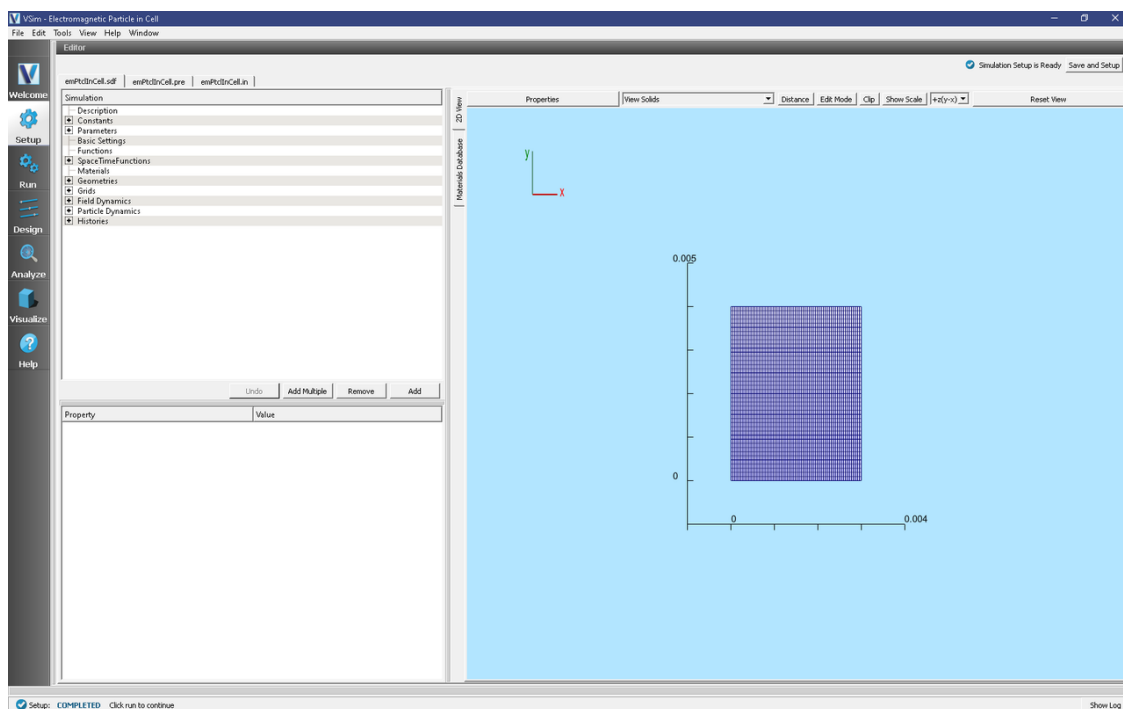 VSim - Electromagnetic Particle in Cell
File Edit Tools View Help Window
Editor
Simulation Setup is Ready Save and Setup
emPtclInCell.sdf emPtclInCell.pre emPtclInCell.in
Welcome
Setup
Run
Design
Analyze
Visualize
Help
Simulation
Description
Constants
Parameters
Basic Settings
Functions
SpaceTimeFunctions
Materials
Geometries
Grids
Field Dynamics
Particle Dynamics
Histories
Undo Add Multiple Remove Add
Property Value
2D View
Materials Database
Properties View Solids Distance Edit Mode Clip Show Scale +z(y-x) Reset View
y
x
0.005
0
0 0.004
Setup: COMPLETED Click run to continue Show Log